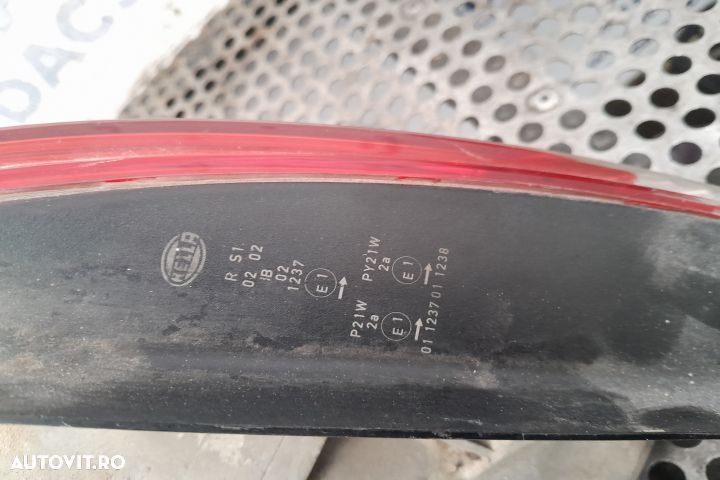 DAC
HELLA
R S1
02 02
IB 02
1237
E1
PY21W
2a
E1
01 1238
P21W
2a
E1
01 1237
AUTOVIT.RO